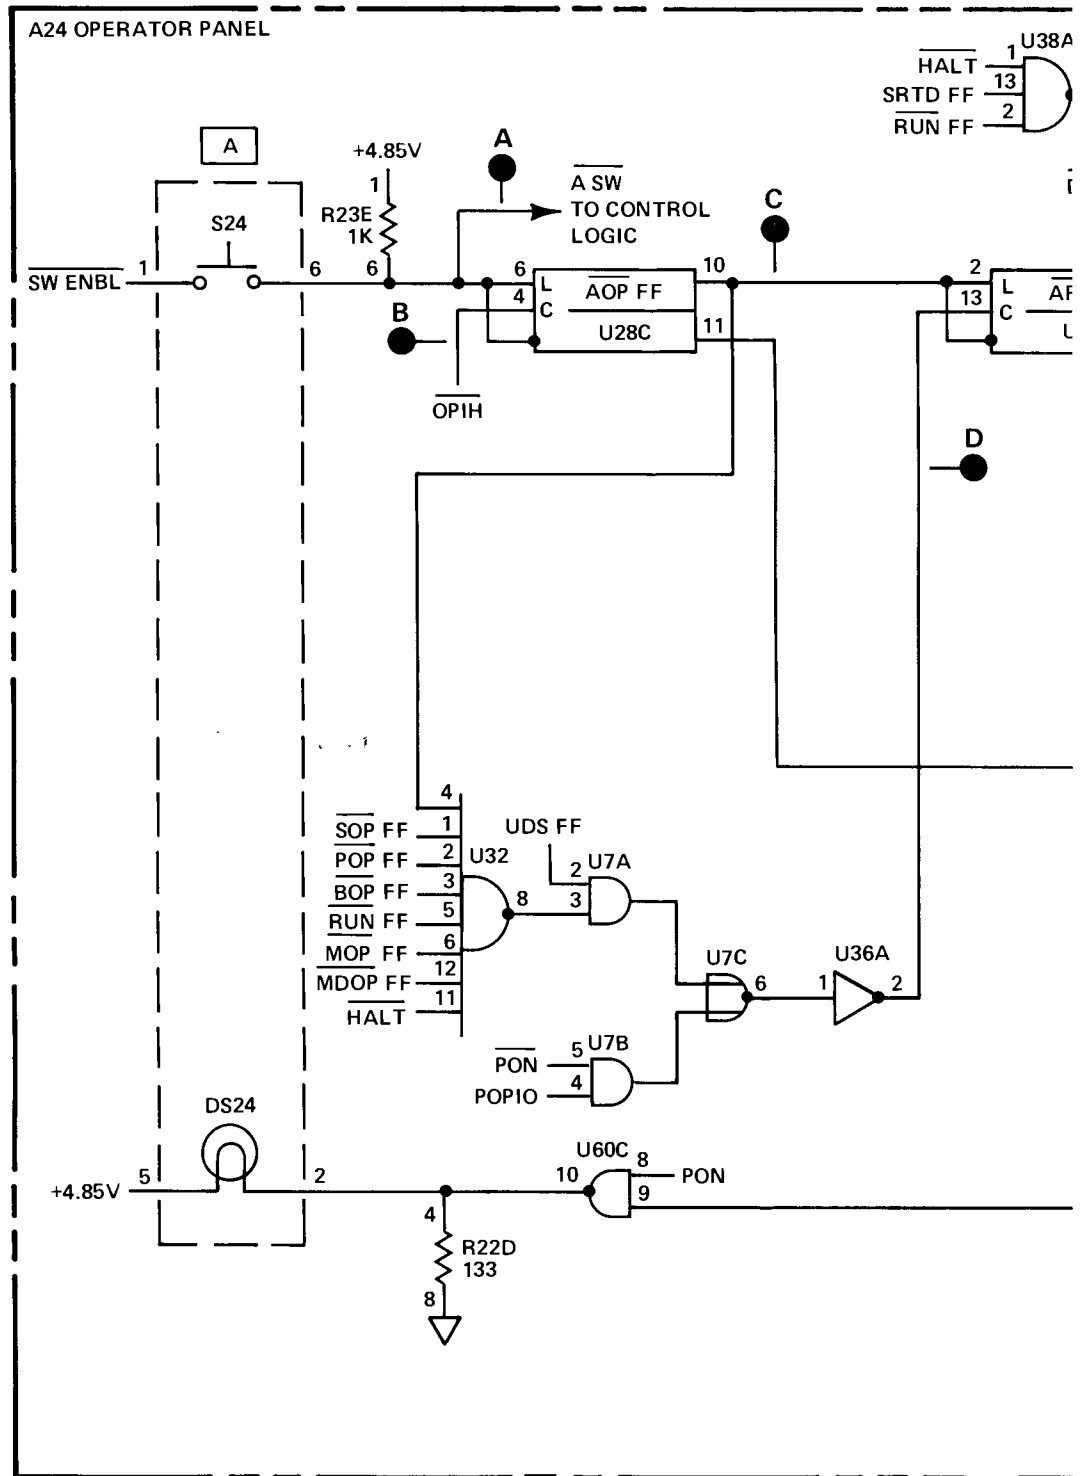 A24 OPERATOR PANEL
U38A
HALT
1
SRTD FF
13
RUN FF
2
A
+4.85V
A
1
R23E
1K
A SW
TO CONTROL
LOGIC
C
S24
SW ENBL
1
6
6
6
L
AOP FF
10
2
L
4
C
13
C
B
U28C
11
OPIH
D
4
SOP FF
1
POP FF
2
BOP FF
3
RUN FF
5
MOP FF
6
MDOP FF
12
HALT
11
U32
8
UDS FF
U7A
2
3
U7C
6
U36A
1
2
U7B
PON
5
POPIO
4
DS24
U60C
+4.85V
5
2
10
8
PON
9
4
R22D
133
8